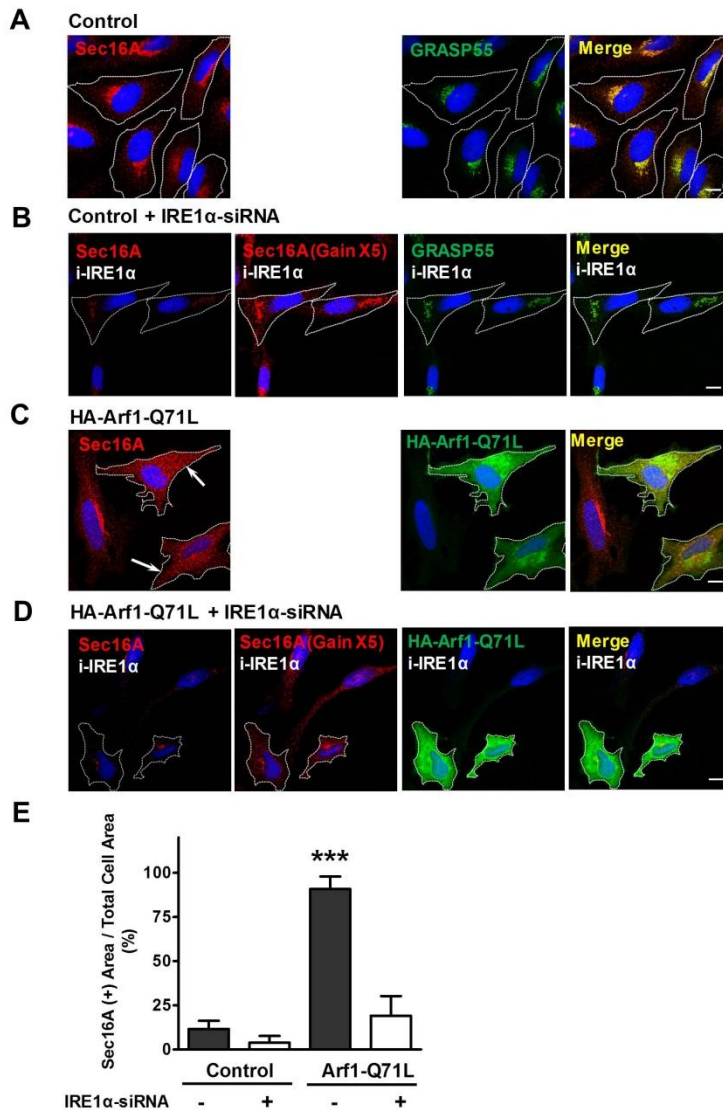 A
Control
Sec16A
GRASP55
Merge
B
Control + IRE1α-siRNA
Sec16A
i-IRE1α
Sec16A(Gain X5)
i-IRE1α
GRASP55
i-IRE1α
Merge
i-IRE1α
C
HA-Arf1-Q71L
Sec16A
HA-Arf1-Q71L
Merge
D
HA-Arf1-Q71L + IRE1α-siRNA
Sec16A
i-IRE1α
Sec16A(Gain X5)
i-IRE1α
HA-Arf1-Q71L
i-IRE1α
Merge
i-IRE1α
E
Sec16A (+) Area / Total Cell Area
(%)
100
75
50
25
0
***
Control
Arf1-Q71L
IRE1α-siRNA - + - +